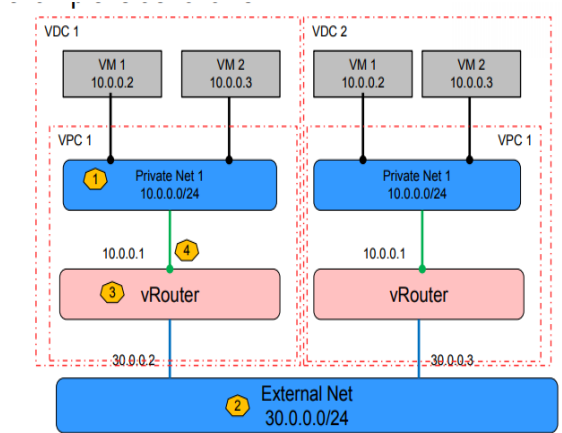 VDC 1
VDC 2
VM 1
10.0.0.2
VM 2
10.0.0.3
VM 1
10.0.0.2
VM 2
10.0.0.3
VPC 1
VPC 1
1
Private Net 1
10.0.0.0/24
Private Net 1
10.0.0.0/24
10.0.0.1
4
10.0.0.1
3
vRouter
vRouter
30.0.0.2
30.0.0.3
2
External Net
30.0.0.0/24